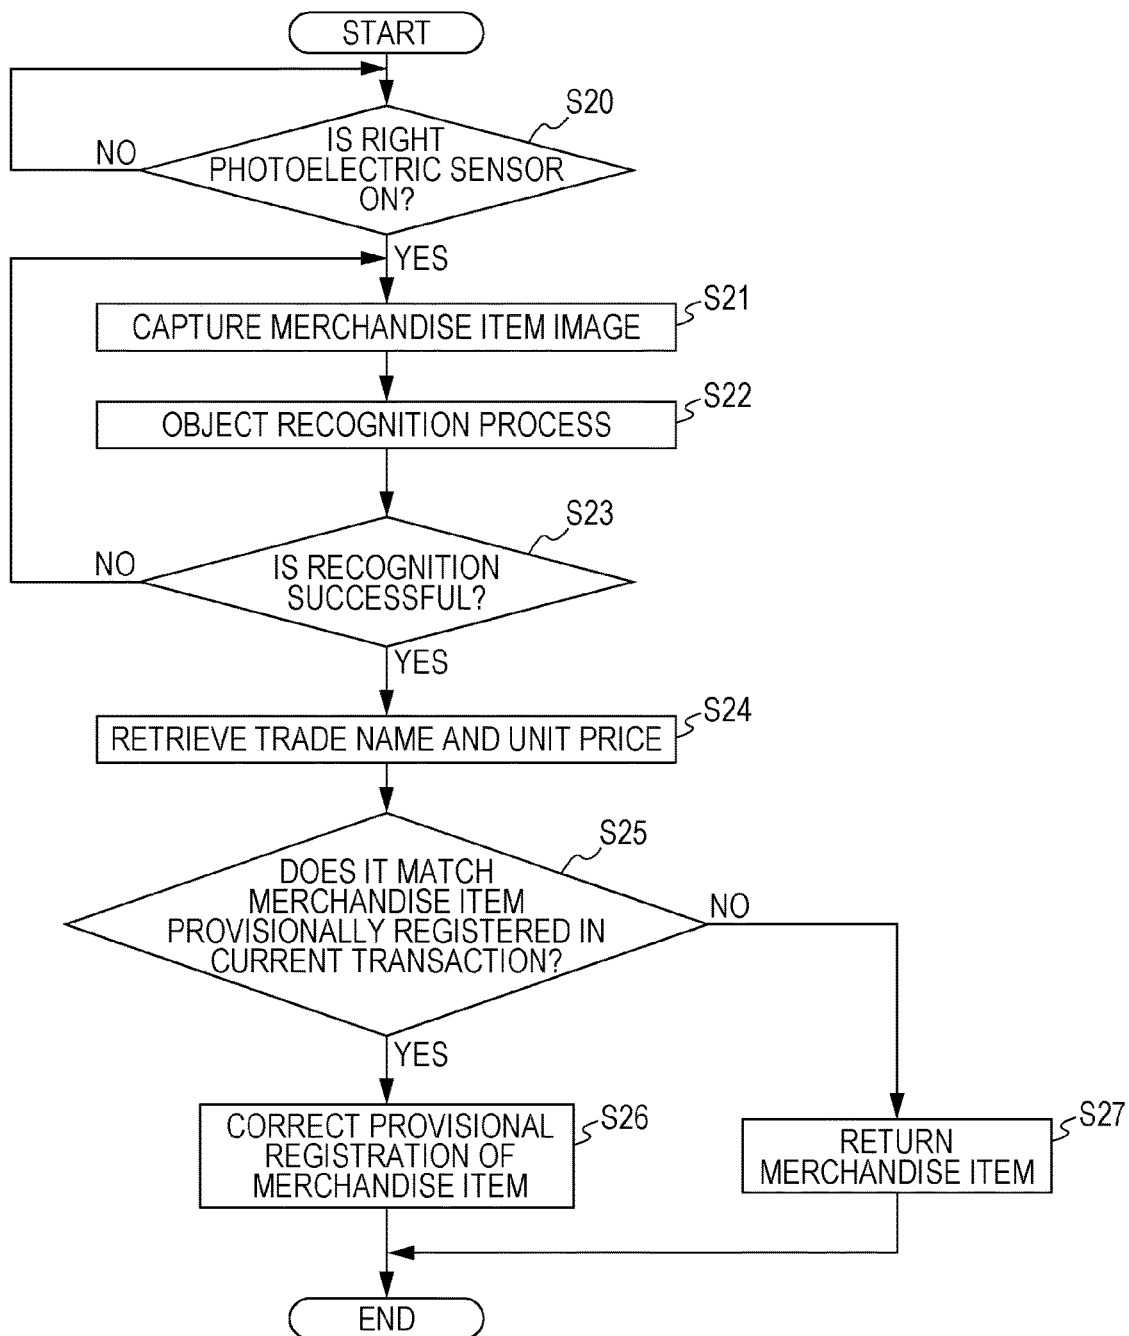 START
S20
IS RIGHT
PHOTOELECTRIC SENSOR
ON?
NO
YES
S21
CAPTURE MERCHANDISE ITEM IMAGE
S22
OBJECT RECOGNITION PROCESS
S23
IS RECOGNITION
SUCCESSFUL?
NO
YES
S24
RETRIEVE TRADE NAME AND UNIT PRICE
S25
DOES IT MATCH
MERCHANDISE ITEM
PROVISIONALLY REGISTERED IN
CURRENT TRANSACTION?
NO
YES
S26
CORRECT PROVISIONAL
REGISTRATION OF
MERCHANDISE ITEM
S27
RETURN
MERCHANDISE ITEM
END